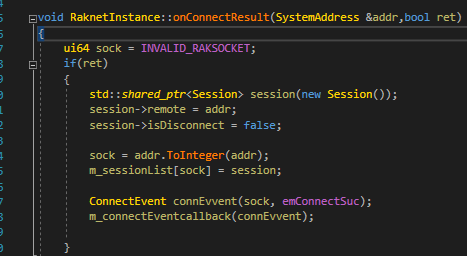 void RaknetInstance::onConnectResult(SystemAddress &addr,bool ret)
{
ui64 sock = INVALID_RAKSOCKET;
if(ret)
{
std::shared_ptr<Session> session(new Session());
session->remote = addr;
session->isDisconnect = false;
sock = addr.ToInteger(addr);
m_sessionList[sock] = session;
ConnectEvent connEvvent(sock, emConnectSuc);
m_connectEventcallback(connEvvent);
}